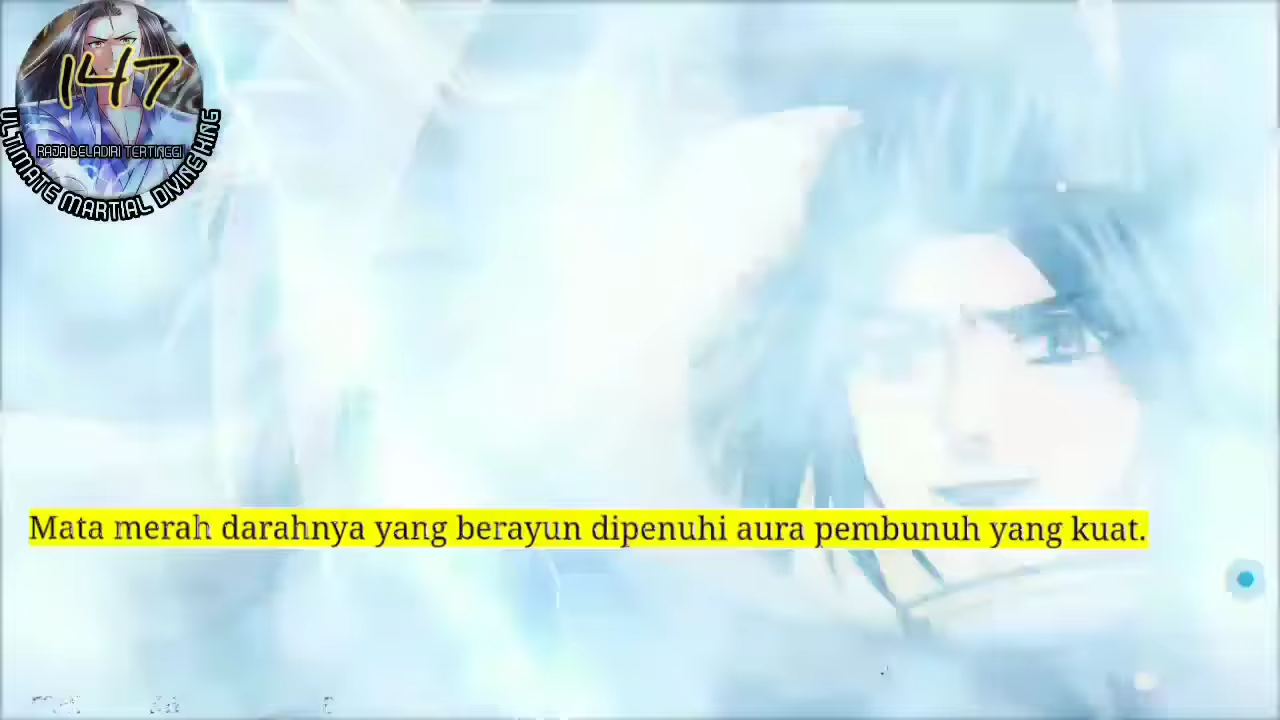 147
RAJA BELADIRI TERTINGGI
ULTIMATE MARTIAL DIVINE KING
Mata merah darahnya yang berayun dipenuhi aura pembunuh yang kuat.